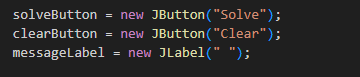 solveButton = new JButton("Solve");
clearButton = new JButton("Clear");
messageLabel = new JLabel(" ");